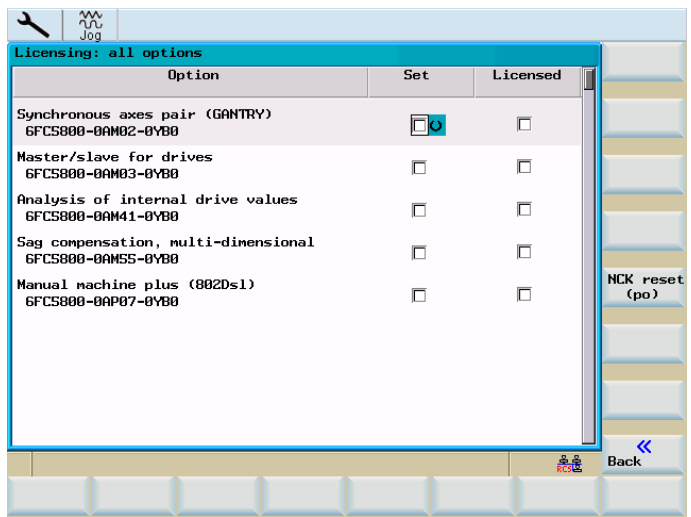 Jog
Licensing: all options
Option Set Licensed
Synchronous axes pair (GANTRY)
6FC5800-0AM02-0YB0
Master/slave for drives
6FC5800-0AM03-0YB0
Analysis of internal drive values
6FC5800-0AM41-0YB0
Sag compensation, multi-dimensional
6FC5800-0AM55-0YB0
Manual machine plus (802Dsl)
6FC5800-0AP07-0YB0
NCK reset
(po)
Back
RCS